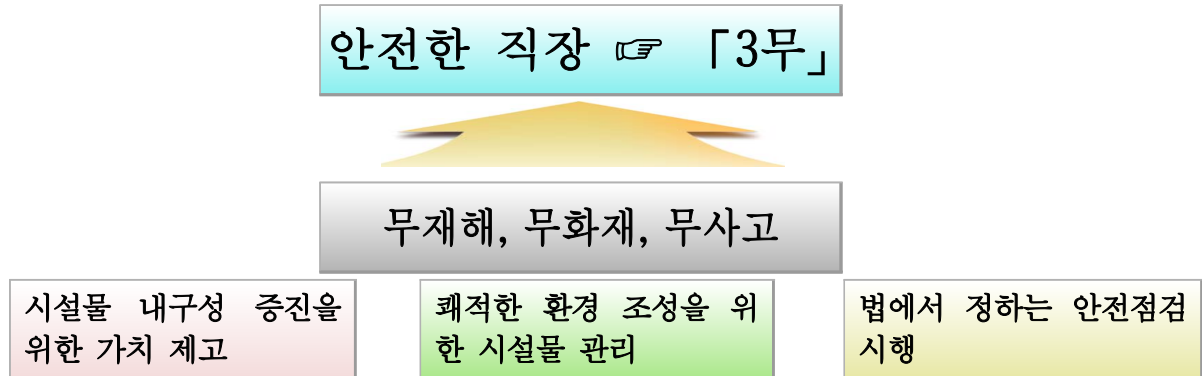 안전한 직장 ☞ 「3무」
무재해, 무화재, 무사고
시설물 내구성 증진을
위한 가치 제고
쾌적한 환경 조성을 위
한 시설물 관리
법에서 정하는 안전점검
시행